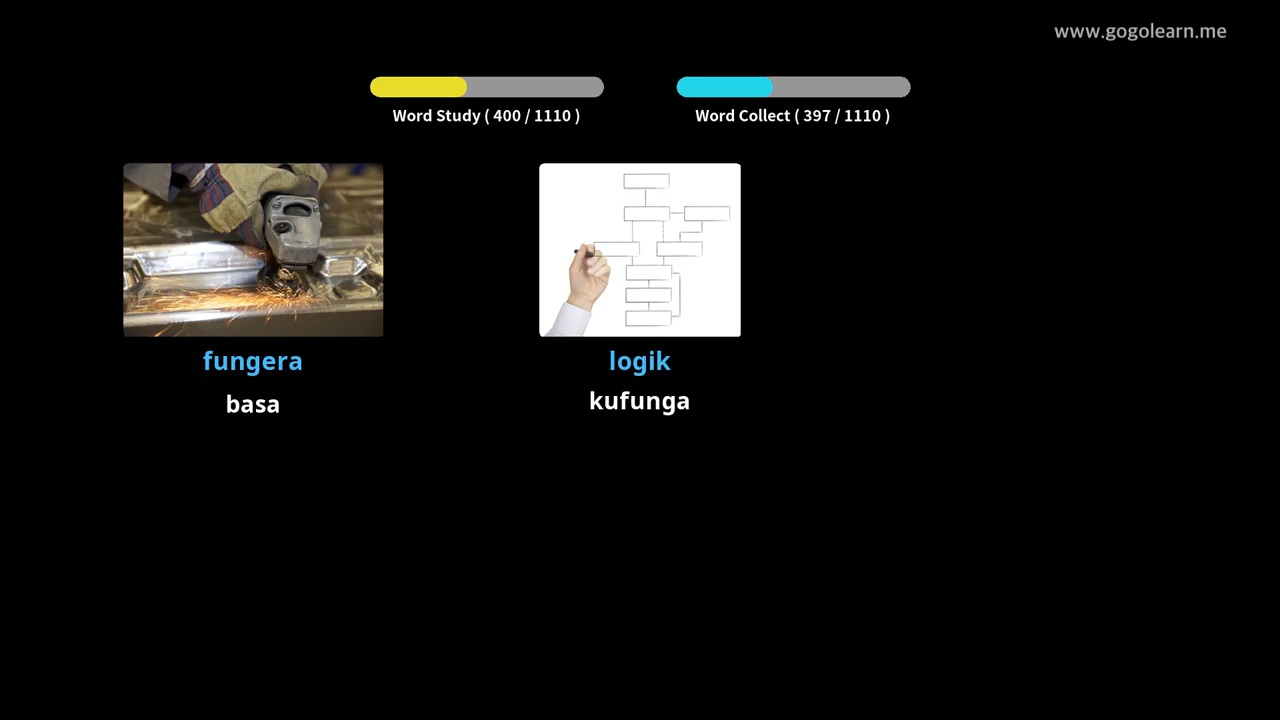 www.gogolearn.me
Word Study ( 400 / 1110 )
Word Collect ( 397 / 1110 )
fungera
basa
logik
kufunga